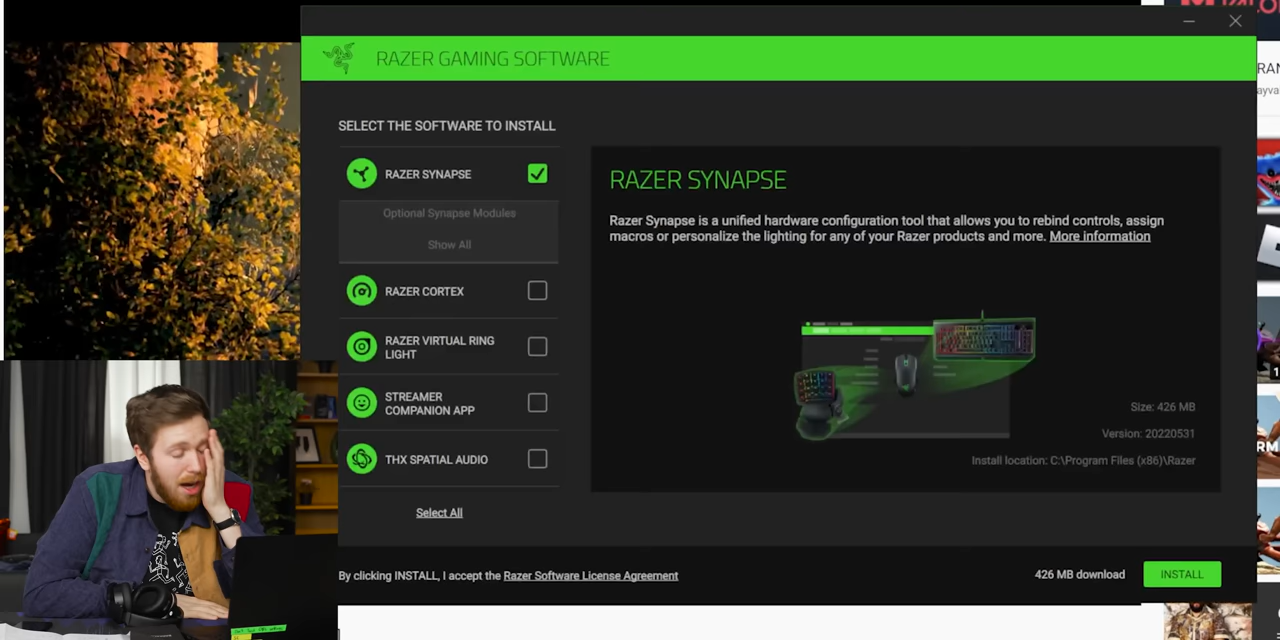 RAZER GAMING SOFTWARE
SELECT THE SOFTWARE TO INSTALL
RAZER SYNAPSE
Optional Synapse Modules
Show All
RAZER CORTEX
RAZER VIRTUAL RING
LIGHT
STREAMER
COMPANION APP
THX SPATIAL AUDIO
Select All
RAZER SYNAPSE
Razer Synapse is a unified hardware configuration tool that allows you to rebind controls, assign
macros or personalize the lighting for any of your Razer products and more. More information
Size: 426 MB
Version: 20220531
Install location: C:\Program Files (x86)\Razer
By clicking INSTALL, I accept the Razer Software License Agreement
426 MB download
INSTALL